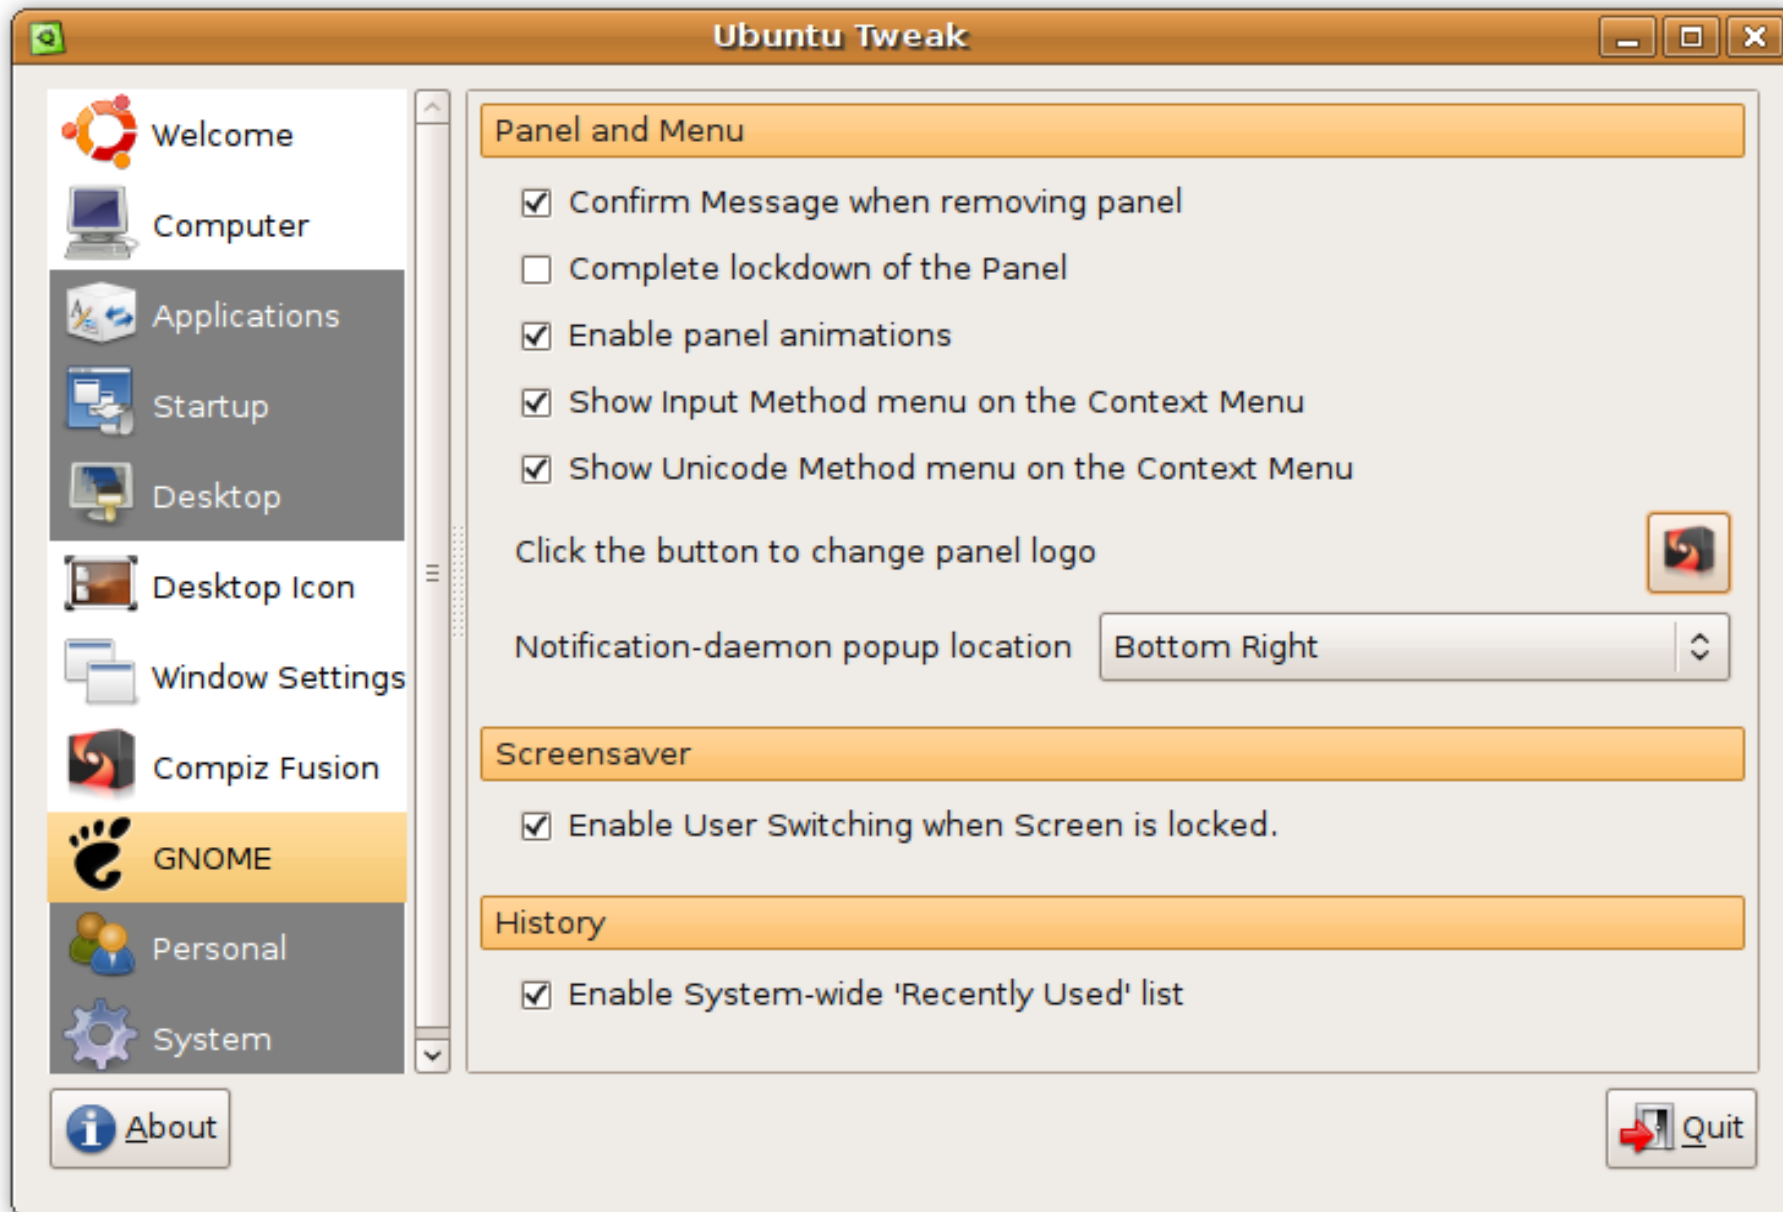 Ubuntu Tweak
Welcome
Computer
Applications
Startup
Desktop
Desktop Icon
Window Settings
Compiz Fusion
GNOME
Personal
System
Panel and Menu
Confirm Message when removing panel
Complete lockdown of the Panel
Enable panel animations
Show Input Method menu on the Context Menu
Show Unicode Method menu on the Context Menu
Click the button to change panel logo
Notification-daemon popup location Bottom Right
Screensaver
Enable User Switching when Screen is locked.
History
Enable System-wide 'Recently Used' list
About
Quit